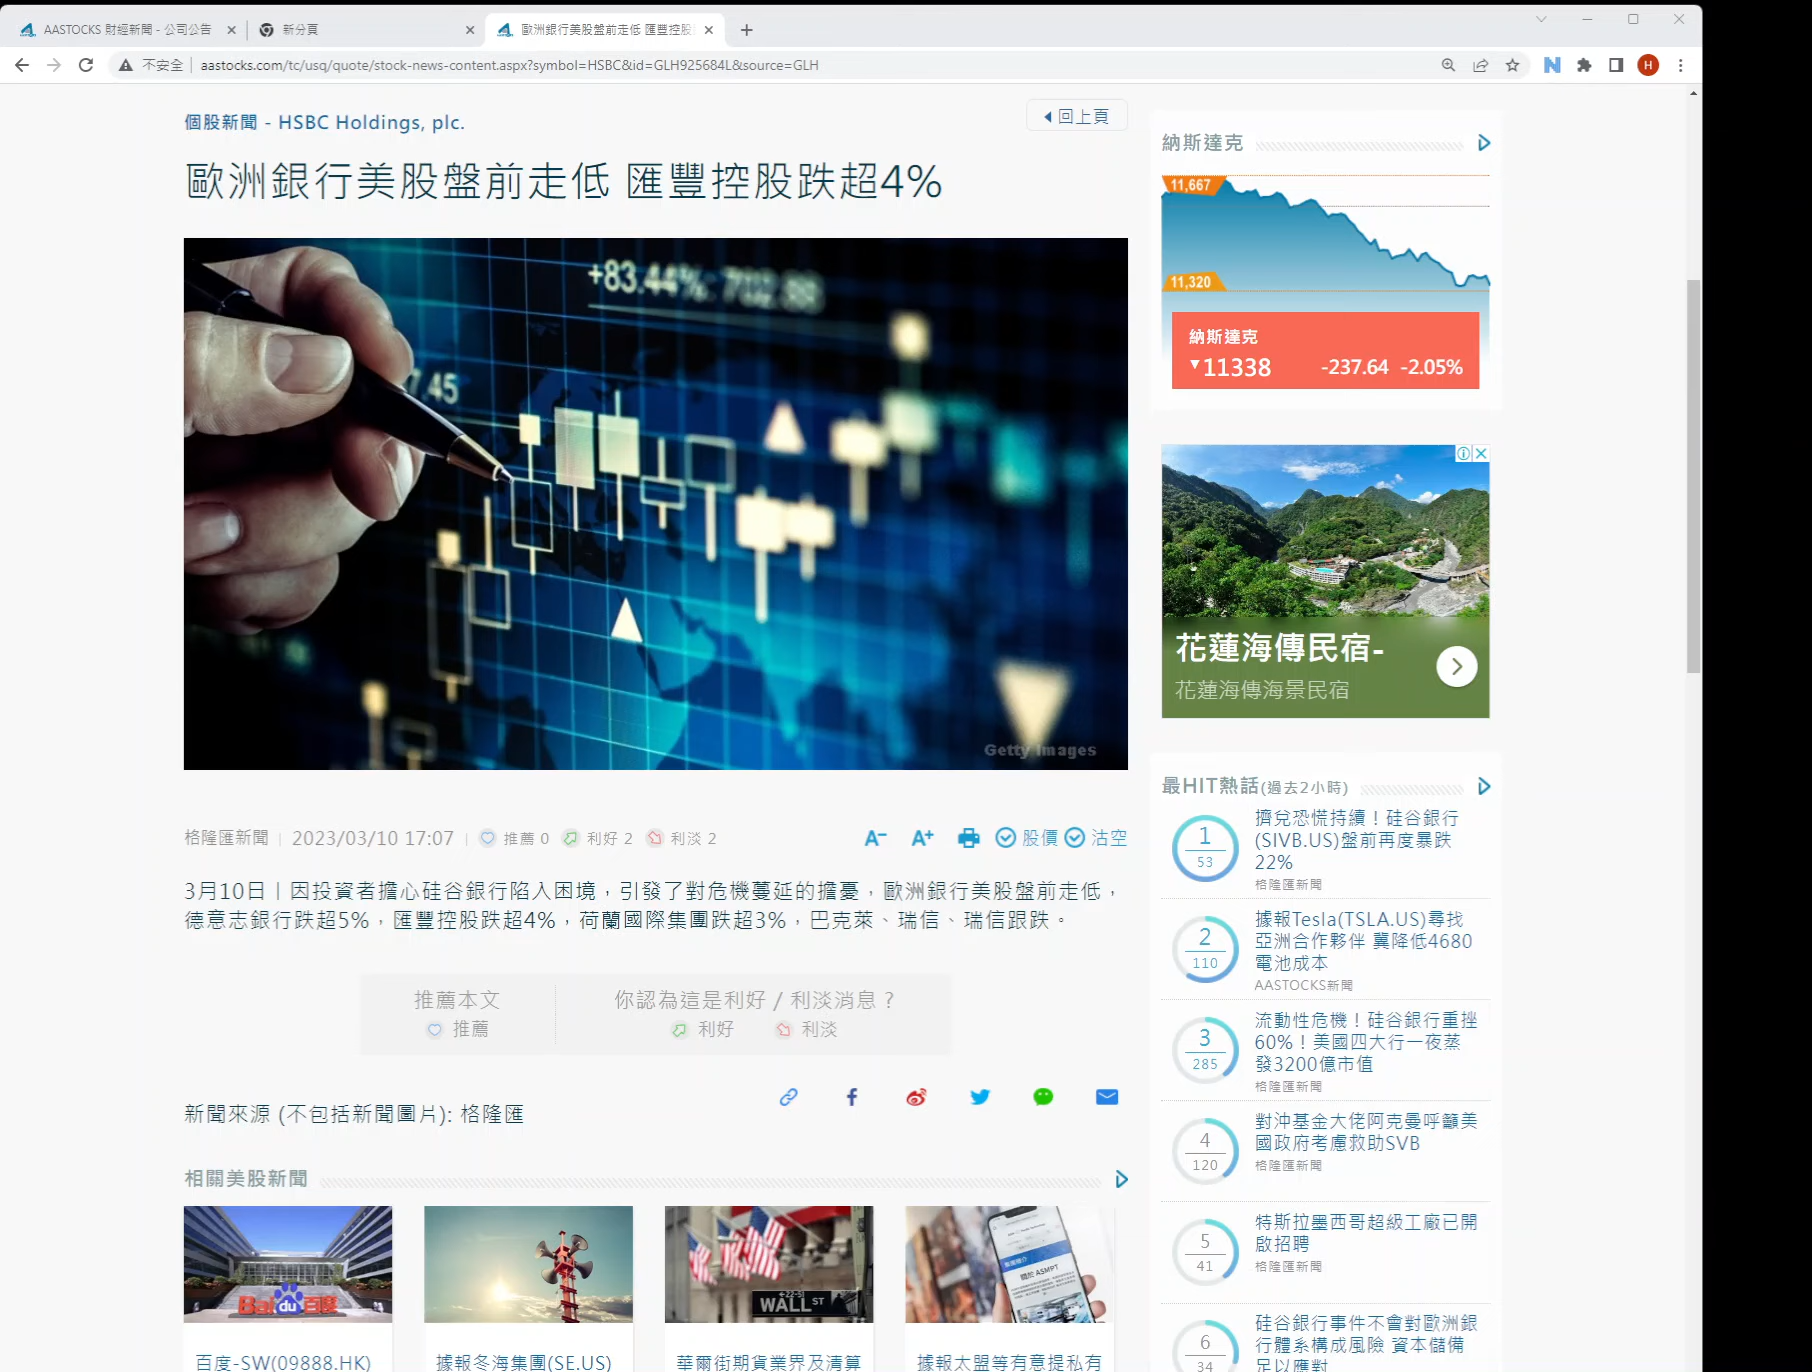 AASTOCKS 財經新聞 - 公司公告
新分頁
歐洲銀行美股盤前走低 匯豐控股
不安全
aastocks.com/tc/usq/quote/stock-news-content.aspx?symbol=HSBC&id=GLH925684L&source=GLH
N
H
個股新聞 - HSBC Holdings, plc.
回上頁
歐洲銀行美股盤前走低 匯豐控股跌超4%
+83.44%
7.45
Getty Images
格隆匯新聞 | 2023/03/10 17:07 | 推薦 0 利好 2 利淡 2
A- A+ 股價 沽空
3月10日丨因投資者擔心硅谷銀行陷入困境，引發了對危機蔓延的擔憂，歐洲銀行美股盤前走低，
德意志銀行跌超5%，匯豐控股跌超4%，荷蘭國際集團跌超3%，巴克萊、瑞信、瑞信跟跌。
推薦本文
推薦
你認為這是利好 / 利淡消息？
利好 利淡
新聞來源 (不包括新聞圖片): 格隆匯
相關美股新聞
Baidu百度
WALL ST
關於 ASMPT
百度-SW(09888.HK)
據報冬海集團(SE.US)
華爾街期貨業界及清算
據報太盟等有意提私有
納斯達克
11,667
11,320
納斯達克
▼11338 -237.64 -2.05%
花蓮海傳民宿-
花蓮海傳海景民宿
最HIT熱話(過去2小時)
1
53
擠兌恐慌持續！硅谷銀行
(SIVB.US)盤前再度暴跌
22%
格隆匯新聞
2
110
據報Tesla(TSLA.US)尋找
亞洲合作夥伴 冀降低4680
電池成本
AASTOCKS新聞
3
285
流動性危機！硅谷銀行重挫
60%！美國四大行一夜蒸
發3200億市值
格隆匯新聞
4
120
對沖基金大佬阿克曼呼籲美
國政府考慮救助SVB
格隆匯新聞
5
41
特斯拉墨西哥超級工廠已開
啟招聘
格隆匯新聞
6
34
硅谷銀行事件不會對歐洲銀
行體系構成風險 資本儲備
足以應對